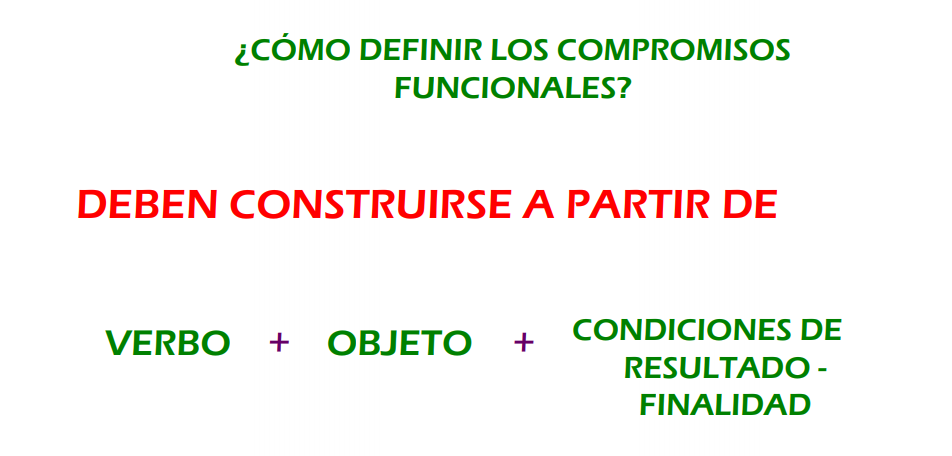 ¿CÓMO DEFINIR LOS COMPROMISOS
FUNCIONALES?
DEBEN CONSTRUIRSE A PARTIR DE
VERBO + OBJETO + CONDICIONES DE
RESULTADO -
FINALIDAD